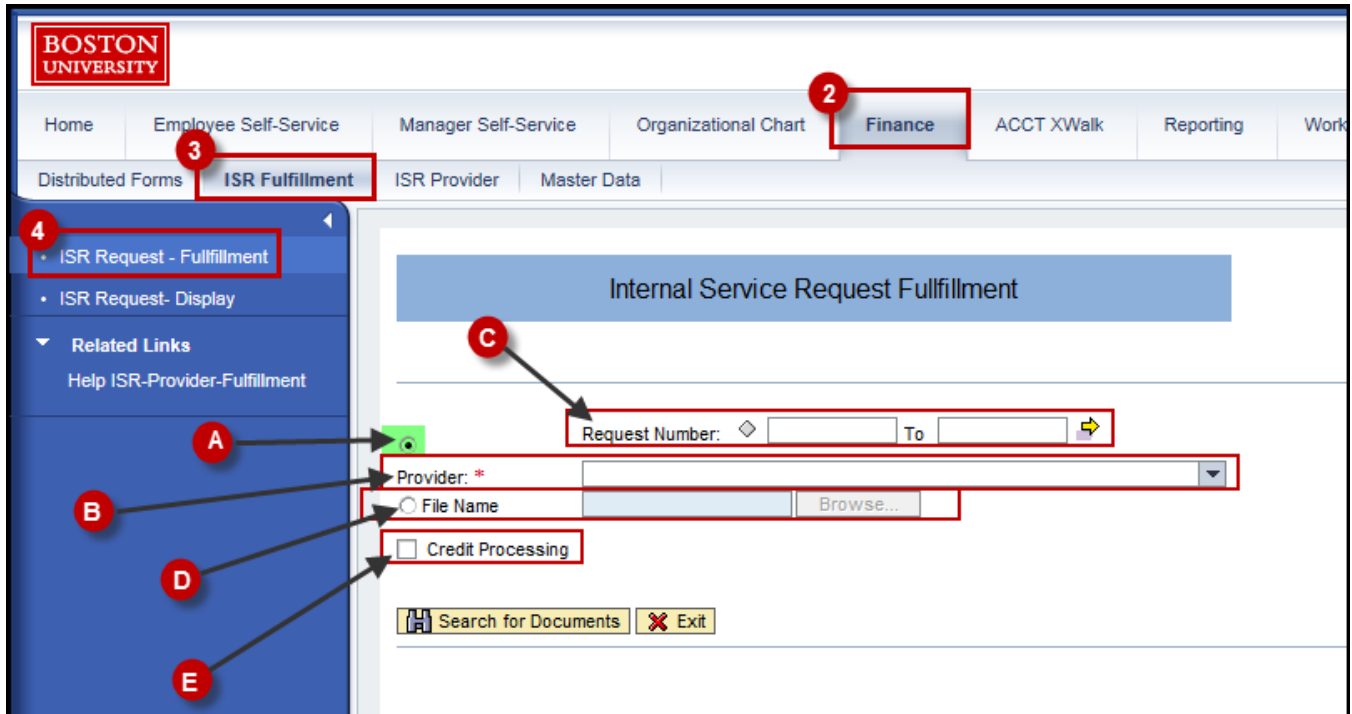 BOSTON
UNIVERSITY
2
Home Employee Self-Service Manager Self-Service Organizational Chart Finance ACCT XWalk Reporting Work
3
Distributed Forms ISR Fulfillment ISR Provider Master Data
4
• ISR Request - Fullfillment
• ISR Request- Display
Related Links
Help ISR-Provider-Fulfillment
Internal Service Request Fullfillment
C
A
Request Number: To
Provider: *
B
File Name Browse...
Credit Processing
D
Search for Documents Exit
E